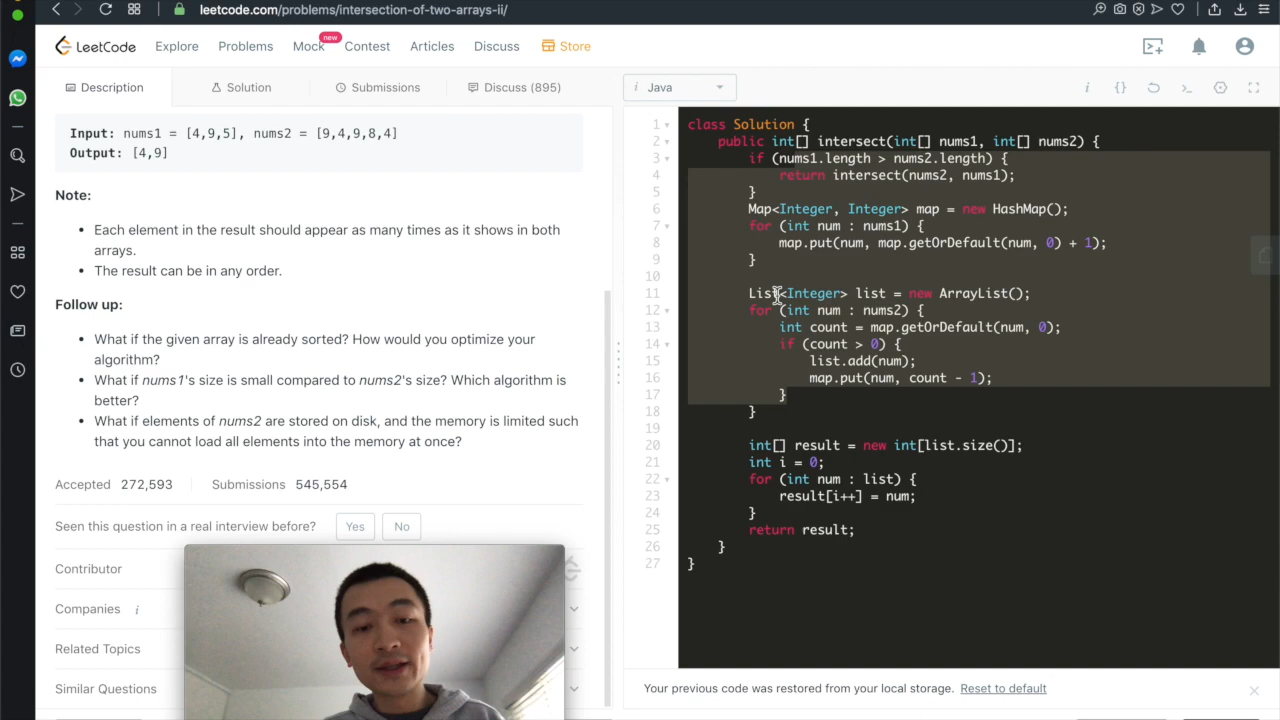 leetcode.com/problems/intersection-of-two-arrays-ii/
LeetCode Explore Problems Mock new Contest Articles Discuss Store
Description Solution Submissions Discuss (895)
Input: nums1 = [4,9,5], nums2 = [9,4,9,8,4]
Output: [4,9]
Note:
Each element in the result should appear as many times as it shows in both
arrays.
The result can be in any order.
Follow up:
What if the given array is already sorted? How would you optimize your
algorithm?
What if nums1's size is small compared to nums2's size? Which algorithm is
better?
What if elements of nums2 are stored on disk, and the memory is limited such
that you cannot load all elements into the memory at once?
Accepted 272,593 Submissions 545,554
Seen this question in a real interview before? Yes No
Contributor
Companies i
Related Topics
Similar Questions
i Java i {}
1 class Solution {
2 public int[] intersect(int[] nums1, int[] nums2) {
3 if (nums1.length > nums2.length) {
4 return intersect(nums2, nums1);
5 }
6 Map<Integer, Integer> map = new HashMap();
7 for (int num : nums1) {
8 map.put(num, map.getOrDefault(num, 0) + 1);
9 }
10
11 List<Integer> list = new ArrayList();
12 for (int num : nums2) {
13 int count = map.getOrDefault(num, 0);
14 if (count > 0) {
15 list.add(num);
16 map.put(num, count - 1);
17 }
18 }
19
20 int[] result = new int[list.size()];
21 int i = 0;
22 for (int num : list) {
23 result[i++] = num;
24 }
25 return result;
26 }
27 }
Your previous code was restored from your local storage. Reset to default